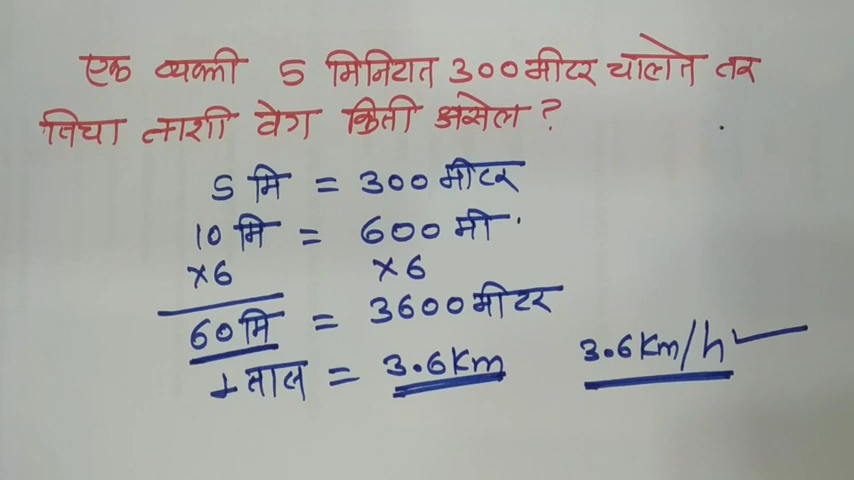 एक व्यक्ती 5 मिनिटात 300 मीटर चालते तर
तिचा ताशी वेग किती असेल ?
5 मि = 300 मीटर
10 मि = 600 मी .
×6 ×6
60 मि = 3600 मीटर
1 तास = 3.6 Km 3.6 Km/h